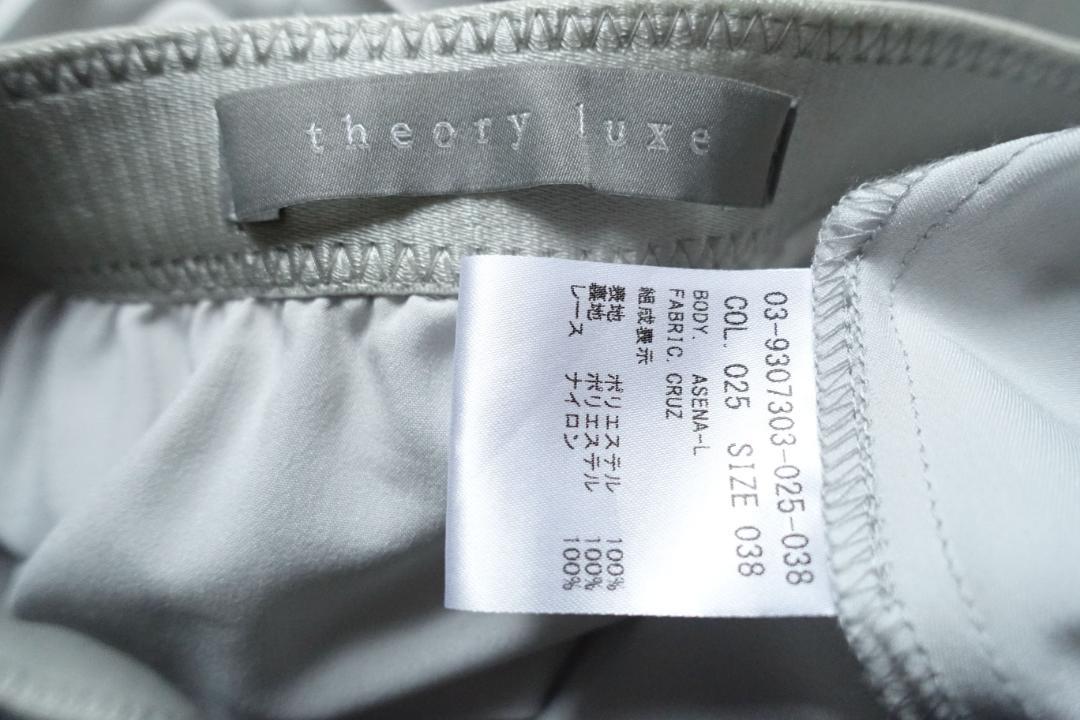 theory luxe
03-9307303-025-038
COL. 025 SIZE 038
BODY. ASENA-L
FABRIC. CRUZ
組成表示
表地 ポリエステル 100%
裏地 ポリエステル 100%
レース ナイロン 100%